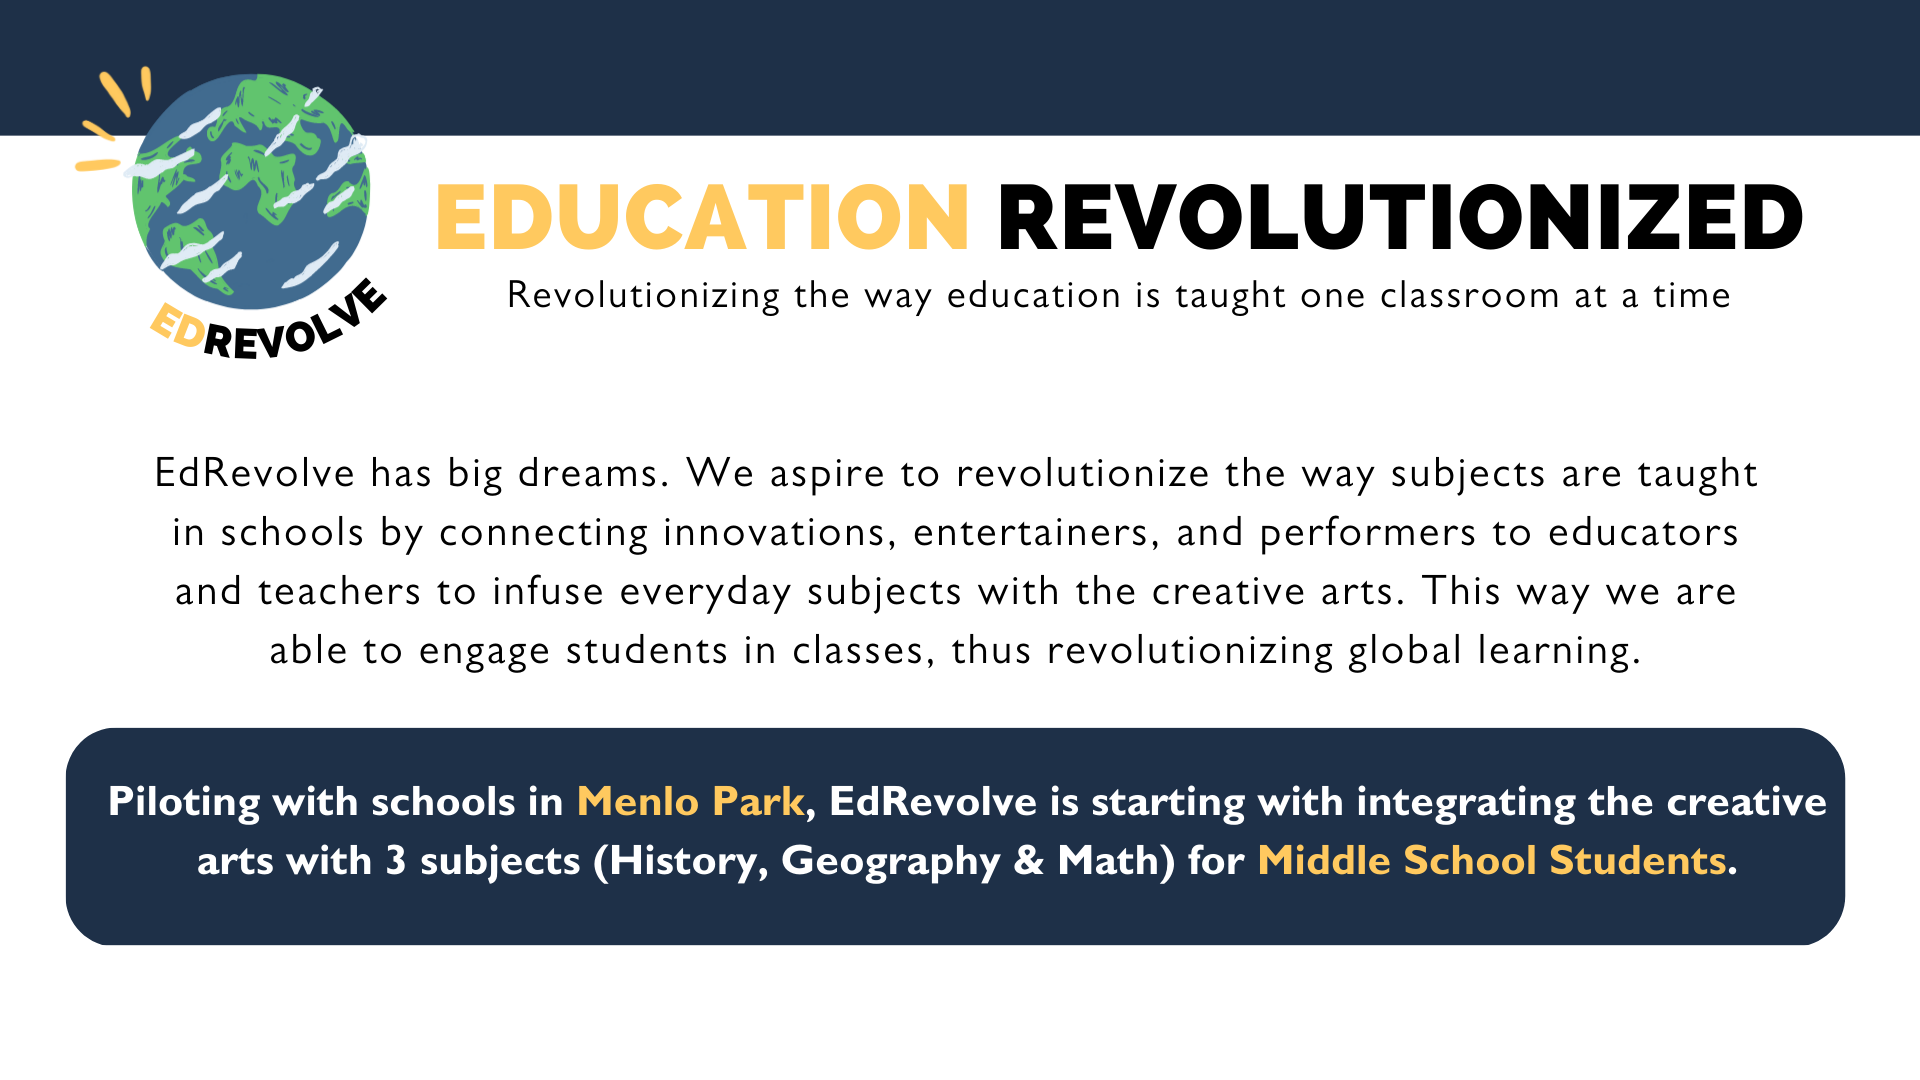 EDREVOLVE
EDUCATION REVOLUTIONIZED
Revolutionizing the way education is taught one classroom at a time
EdRevolve has big dreams. We aspire to revolutionize the way subjects are taught
in schools by connecting innovations, entertainers, and performers to educators
and teachers to infuse everyday subjects with the creative arts. This way we are
able to engage students in classes, thus revolutionizing global learning.
Piloting with schools in Menlo Park, EdRevolve is starting with integrating the creative
arts with 3 subjects (History, Geography & Math) for Middle School Students.